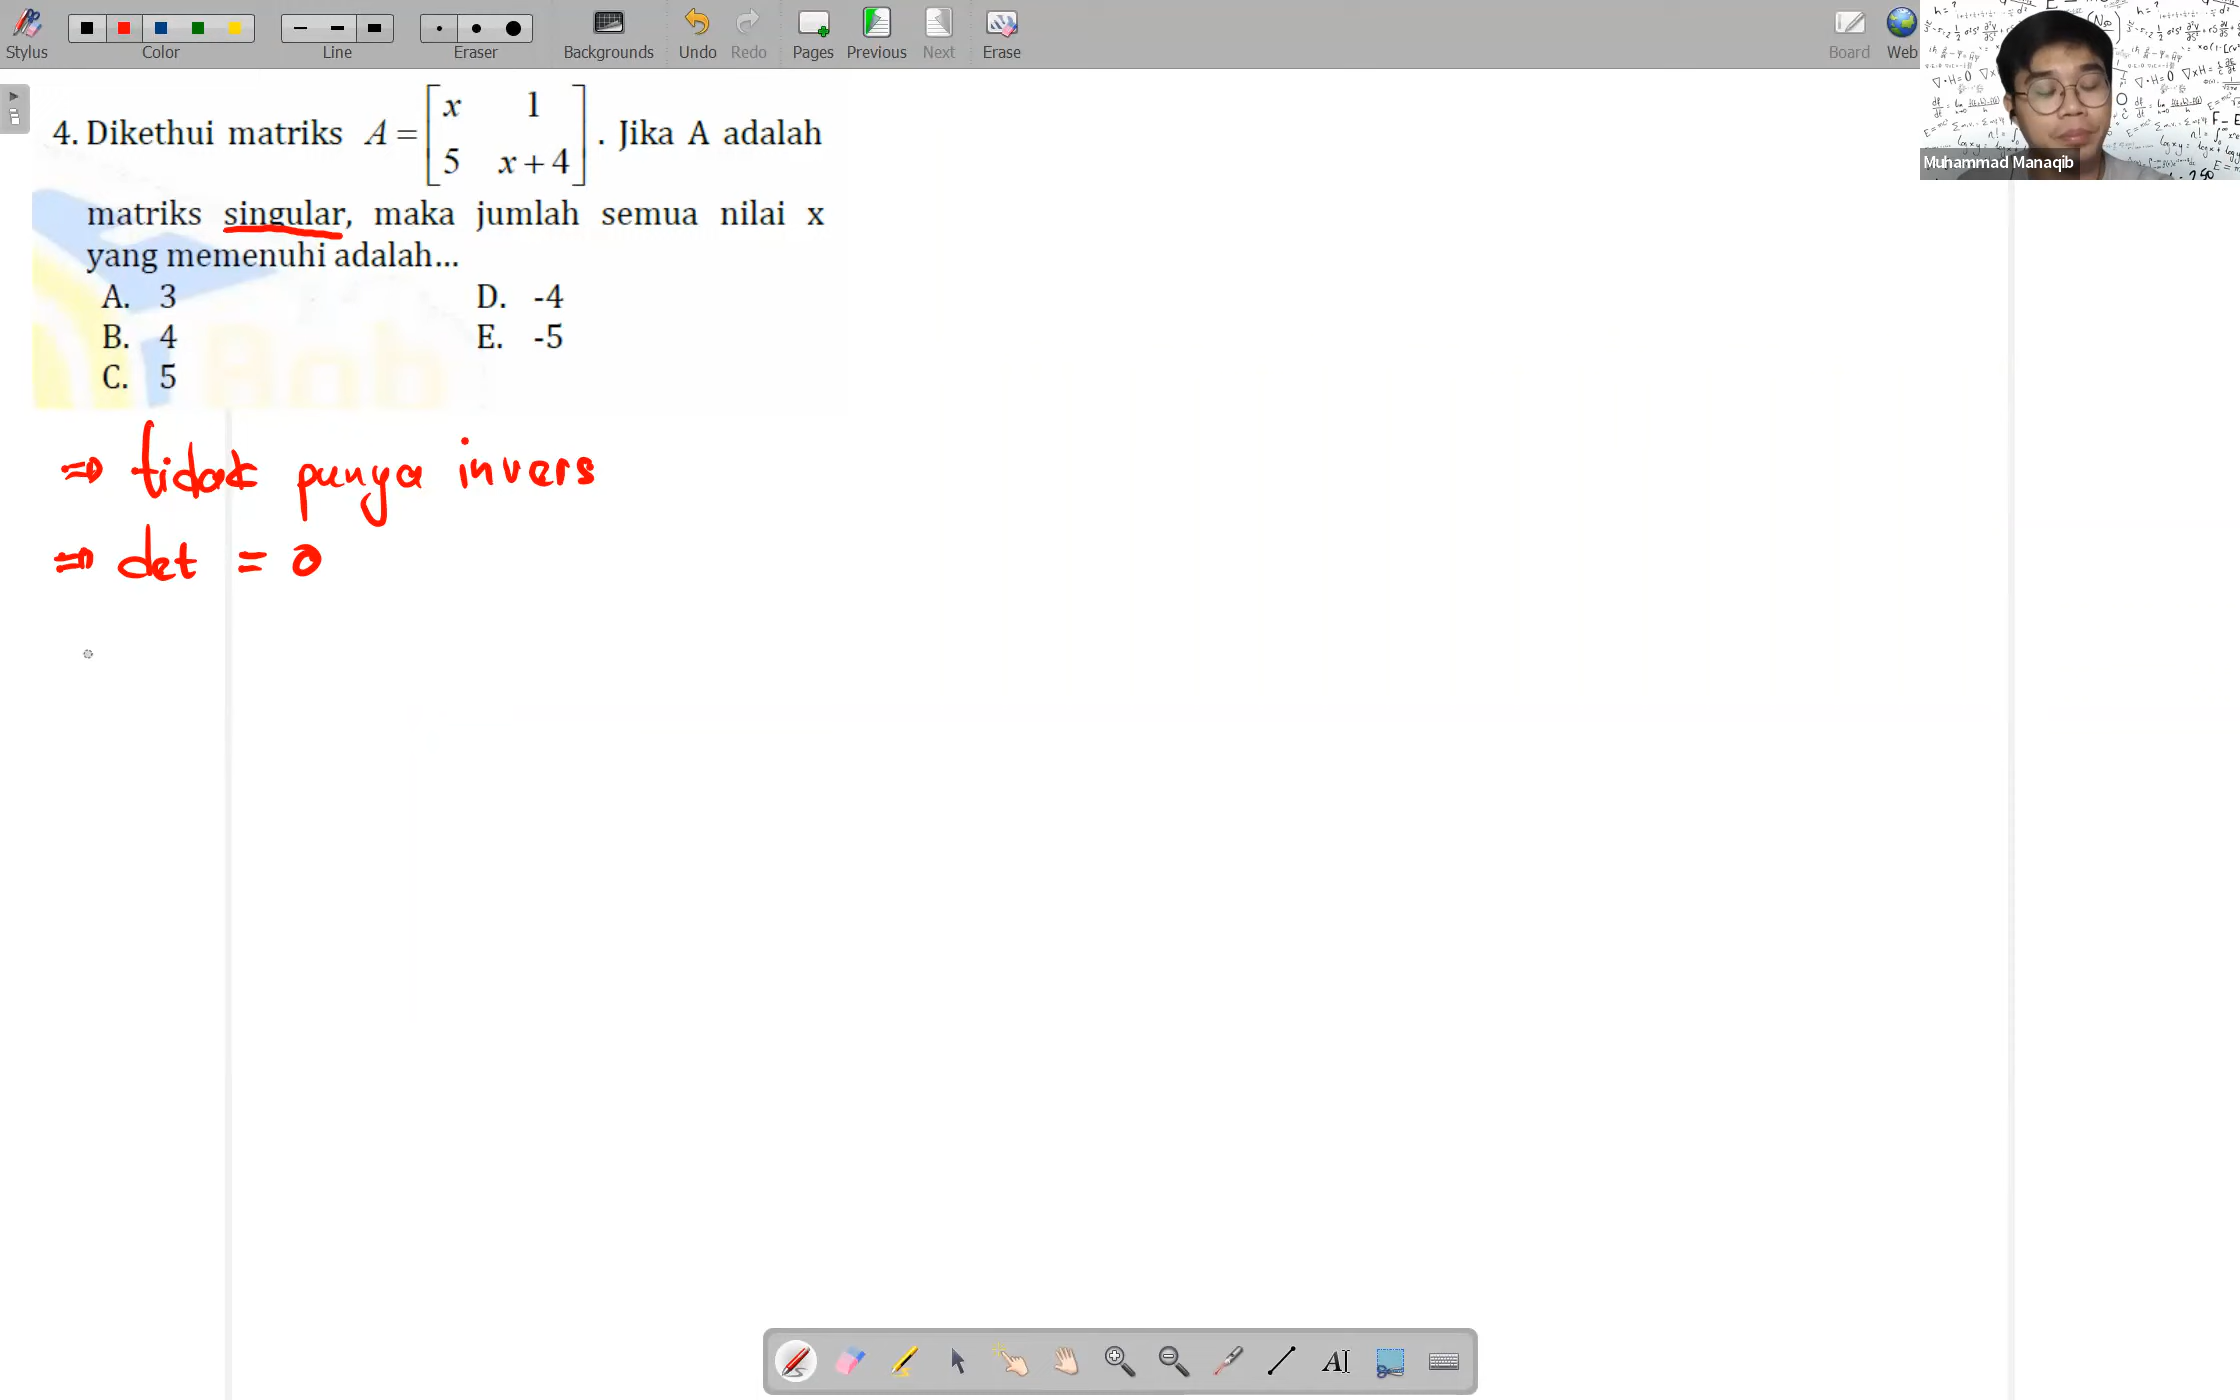 Stylus Color Line Eraser Backgrounds Undo Redo Pages Previous Next Erase Board Web
Muhammad Manaqib
4. Dikethui matriks A = [ x 1 ; 5 x + 4 ] . Jika A adalah
matriks singular, maka jumlah semua nilai x
yang memenuhi adalah...
A. 3 D. -4
B. 4 E. -5
C. 5
⇒ tidak punya invers
⇒ det = 0